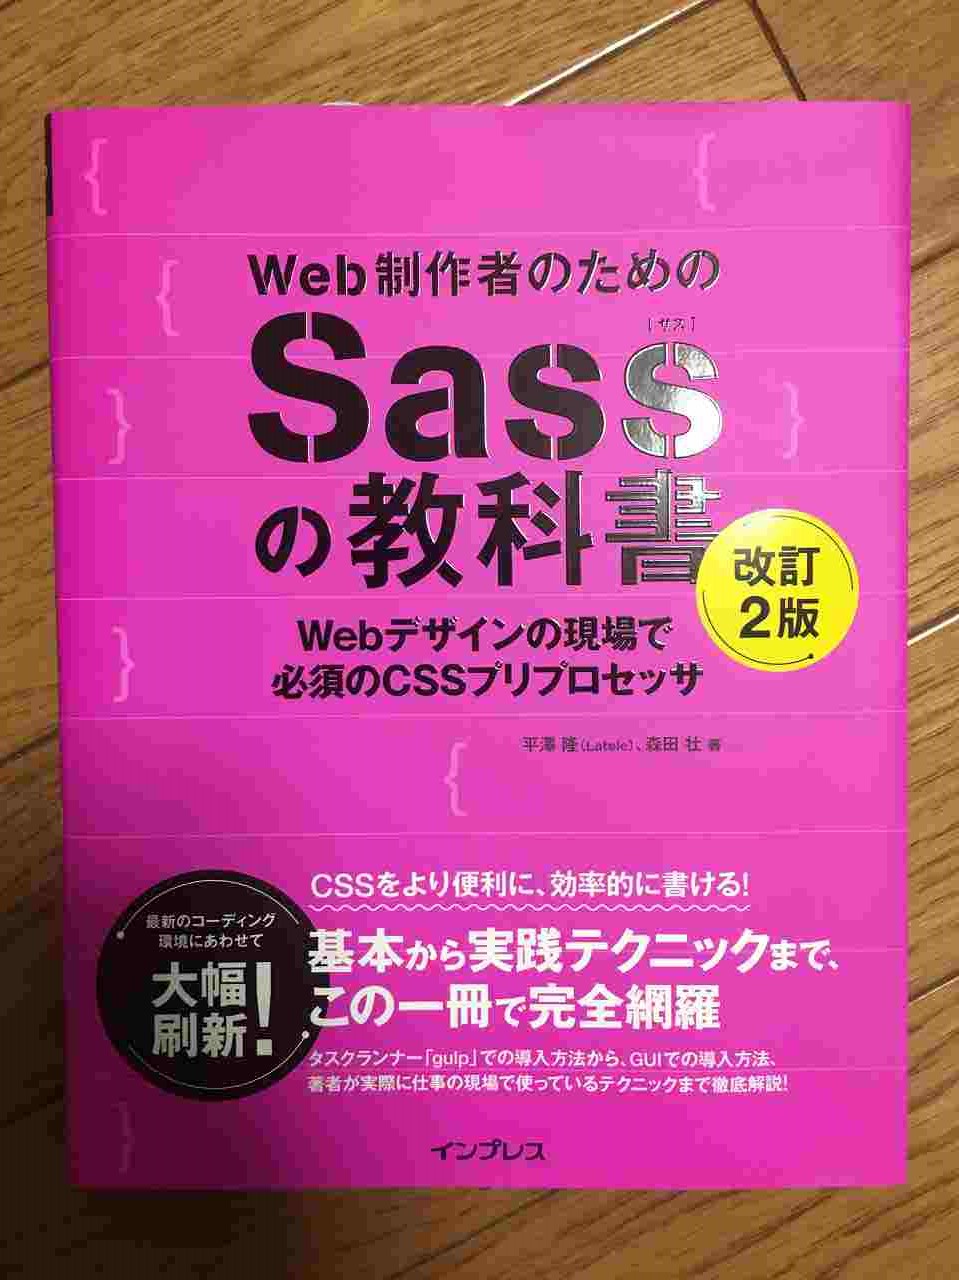 Web制作者のための
[サス]
Sass
の教科書
改訂
2版
Webデザインの現場で
必須のCSSプリプロセッサ
平澤 隆(Latele)、森田 壮 著
CSSをより便利に、効率的に書ける!
最新のコーディング
環境にあわせて
大幅
刷新!
基本から実践テクニックまで、
この一冊で完全網羅
タスクランナー「gulp」での導入方法から、GUIでの導入方法、
著者が実際に仕事の現場で使っているテクニックまで徹底解説!
インプレス